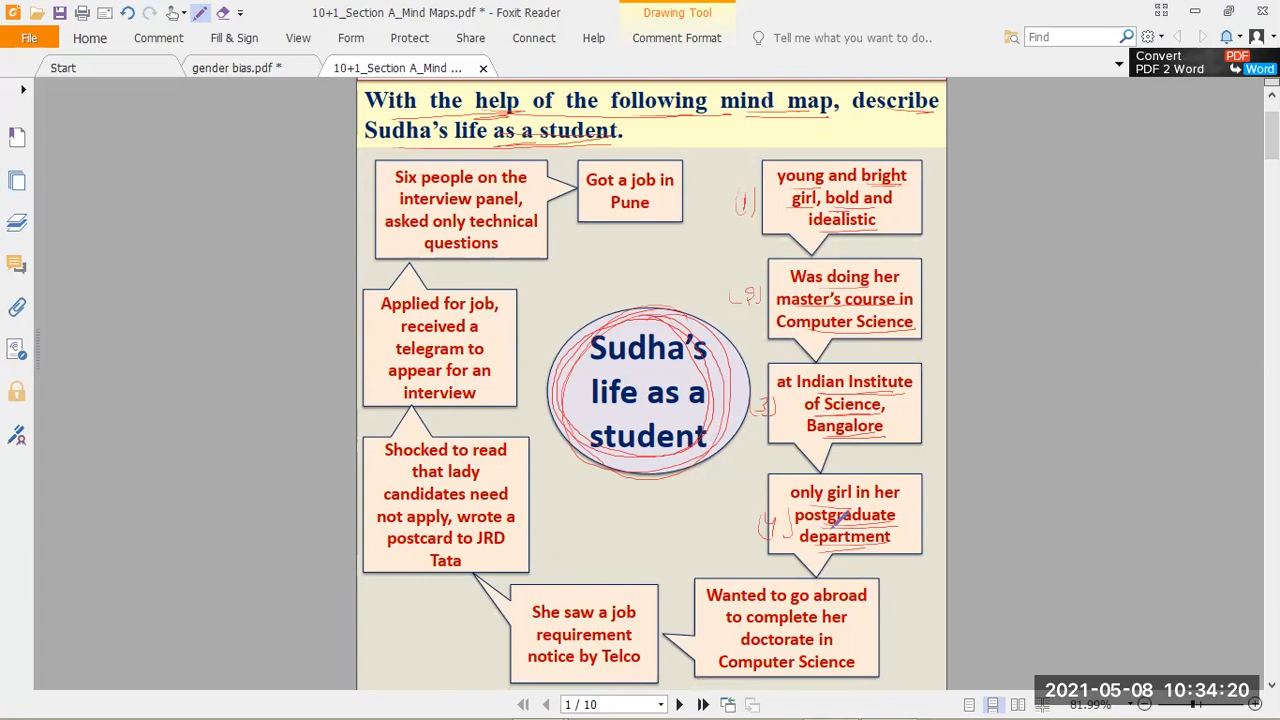 10+1_Section A_Mind Maps.pdf * - Foxit Reader
Drawing Tool
File
Home
Comment
Fill & Sign
View
Form
Protect
Share
Connect
Help
Comment Format
Tell me what you want to do..
Find
Start
gender bias.pdf *
10+1_Section A_Mind ...
Convert
PDF 2 Word
PDF
Word
With the help of the following mind map, describe
Sudha's life as a student.
Six people on the
interview panel,
asked only technical
questions
Got a job in
Pune
(1)
young and bright
girl, bold and
idealistic
Applied for job,
received a
telegram to
appear for an
interview
Sudha's
life as a
student
Was doing her
master's course in
Computer Science
(3)
at Indian Institute
of Science,
Bangalore
Shocked to read
that lady
candidates need
not apply, wrote a
postcard to JRD
Tata
(4)
only girl in her
postgraduate
department
She saw a job
requirement
notice by Telco
Wanted to go abroad
to complete her
doctorate in
Computer Science
1 / 10
81.99%
2021-05-08 10:34:20